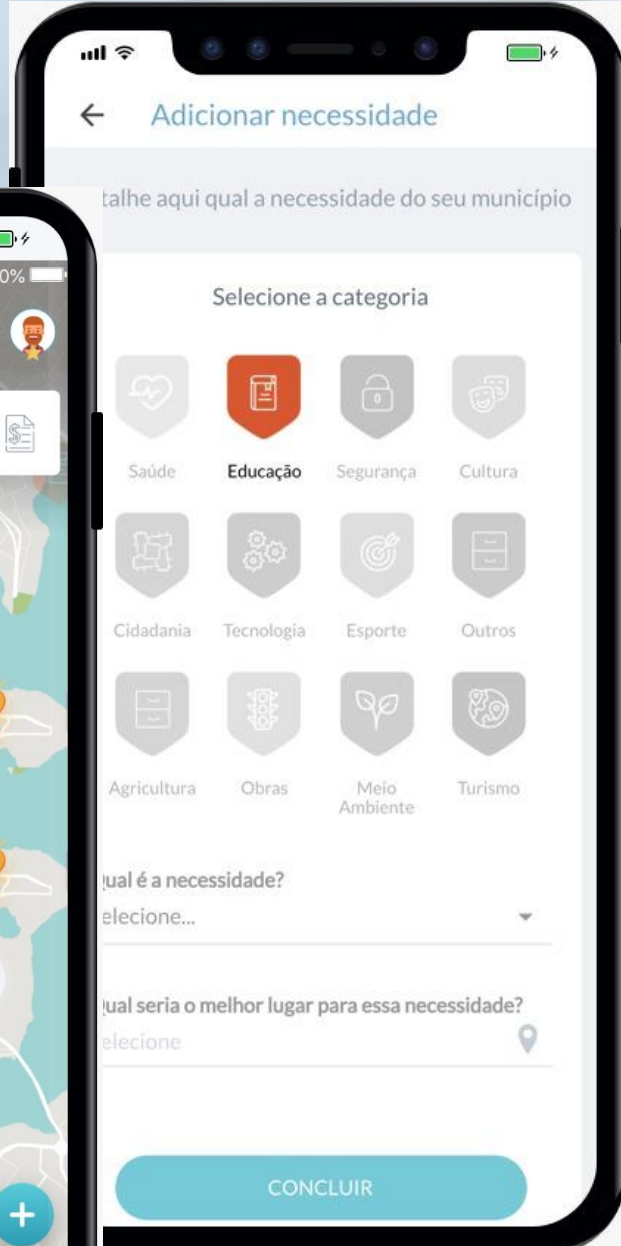 Adicionar necessidade
talhe aqui qual a necessidade do seu município
0%
Selecione a categoria
Saúde Educação Segurança Cultura
Cidadania Tecnologia Esporte Outros
Agricultura Obras Meio Ambiente Turismo
ual é a necessidade?
elecione...
ual seria o melhor lugar para essa necessidade?
elecione
CONCLUIR